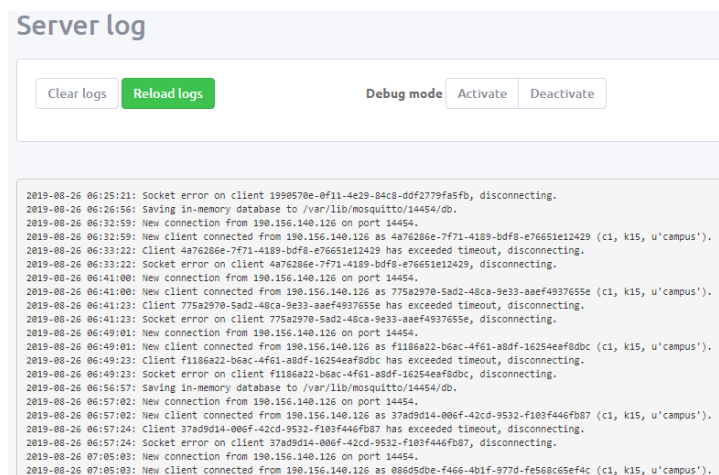 Server log
Clear logs Reload logs Debug mode Activate Deactivate
2019-08-26 06:25:21: Socket error on client 1990570e-0f11-4e29-84c8-ddf2779fa5fb, disconnecting.
2019-08-26 06:26:56: Saving in-memory database to /var/lib/mosquitto/14454/db.
2019-08-26 06:32:59: New connection from 190.156.140.126 on port 14454.
2019-08-26 06:32:59: New client connected from 190.156.140.126 as 4a76286e-7f71-4189-bdf8-e76651e12429 (c1, k15, u'campus').
2019-08-26 06:33:22: Client 4a76286e-7f71-4189-bdf8-e76651e12429 has exceeded timeout, disconnecting.
2019-08-26 06:33:22: Socket error on client 4a76286e-7f71-4189-bdf8-e76651e12429, disconnecting.
2019-08-26 06:41:00: New connection from 190.156.140.126 on port 14454.
2019-08-26 06:41:00: New client connected from 190.156.140.126 as 775a2970-5ad2-48ca-9e33-aaef4937655e (c1, k15, u'campus').
2019-08-26 06:41:23: Client 775a2970-5ad2-48ca-9e33-aaef4937655e has exceeded timeout, disconnecting.
2019-08-26 06:41:23: Socket error on client 775a2970-5ad2-48ca-9e33-aaef4937655e, disconnecting.
2019-08-26 06:49:01: New connection from 190.156.140.126 on port 14454.
2019-08-26 06:49:01: New client connected from 190.156.140.126 as f1186a22-b6ac-4f61-a8df-16254eaf8dbc (c1, k15, u'campus').
2019-08-26 06:49:23: Client f1186a22-b6ac-4f61-a8df-16254eaf8dbc has exceeded timeout, disconnecting.
2019-08-26 06:49:23: Socket error on client f1186a22-b6ac-4f61-a8df-16254eaf8dbc, disconnecting.
2019-08-26 06:56:57: Saving in-memory database to /var/lib/mosquitto/14454/db.
2019-08-26 06:57:02: New connection from 190.156.140.126 on port 14454.
2019-08-26 06:57:02: New client connected from 190.156.140.126 as 37ad9d14-006f-42cd-9532-f103f446fb87 (c1, k15, u'campus').
2019-08-26 06:57:24: Client 37ad9d14-006f-42cd-9532-f103f446fb87 has exceeded timeout, disconnecting.
2019-08-26 06:57:24: Socket error on client 37ad9d14-006f-42cd-9532-f103f446fb87, disconnecting.
2019-08-26 07:05:03: New connection from 190.156.140.126 on port 14454.
2019-08-26 07:05:03: New client connected from 190.156.140.126 as 086d5dbe-f466-4b1f-977d-fe568c65ef4c (c1, k15, u'campus').